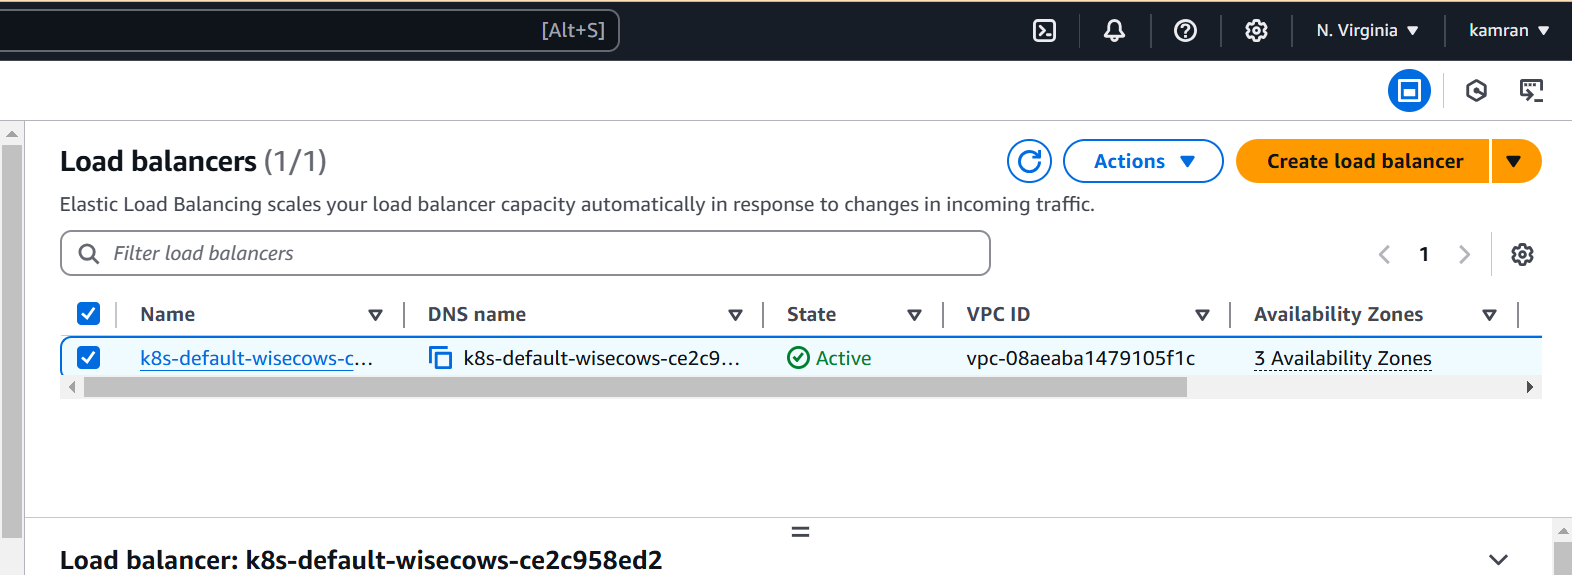 [Alt+S] N. Virginia kamran
Load balancers (1/1) Actions Create load balancer
Elastic Load Balancing scales your load balancer capacity automatically in response to changes in incoming traffic.
Filter load balancers 1
Name DNS name State VPC ID Availability Zones
k8s-default-wisecows-c... k8s-default-wisecows-ce2c9... Active vpc-08aeaba1479105f1c 3 Availability Zones
Load balancer: k8s-default-wisecows-ce2c958ed2